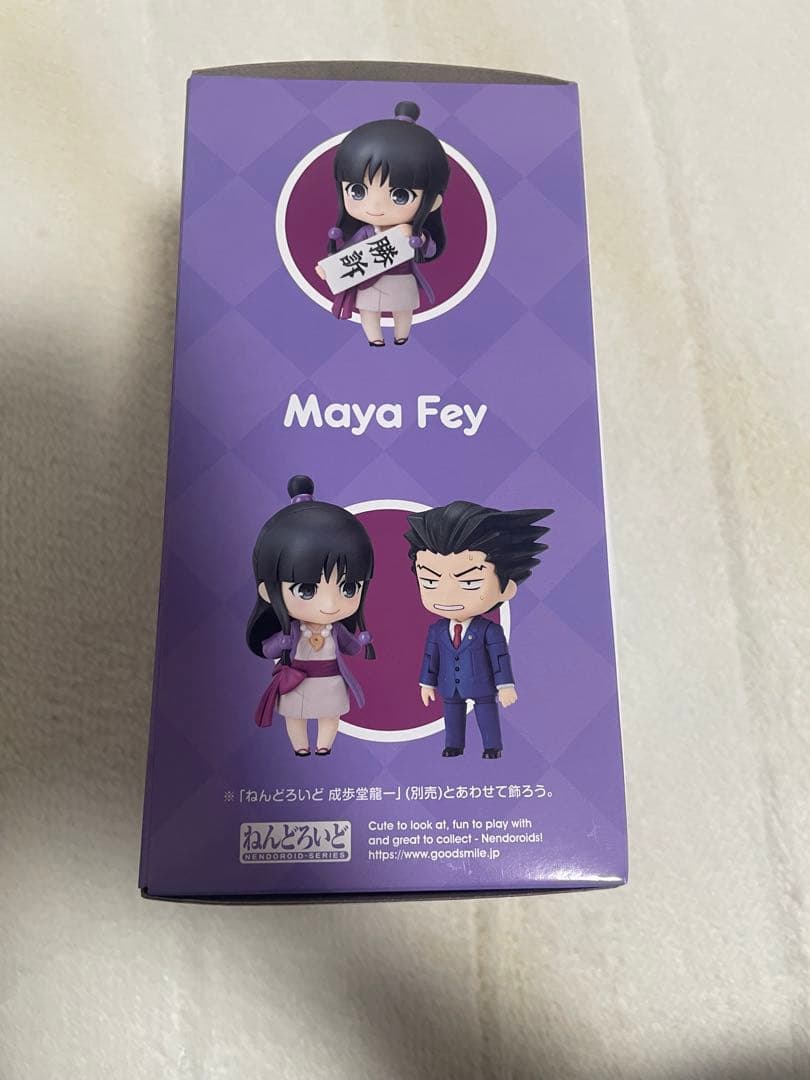 勝訴
Maya Fey
※「ねんどろいど 成歩堂龍一」(別売)とあわせて飾ろう。
ねんどろいど
NENDOROID-SERIES
Cute to look at, fun to play with
and great to collect - Nendoroids!
https://www.goodsmile.jp